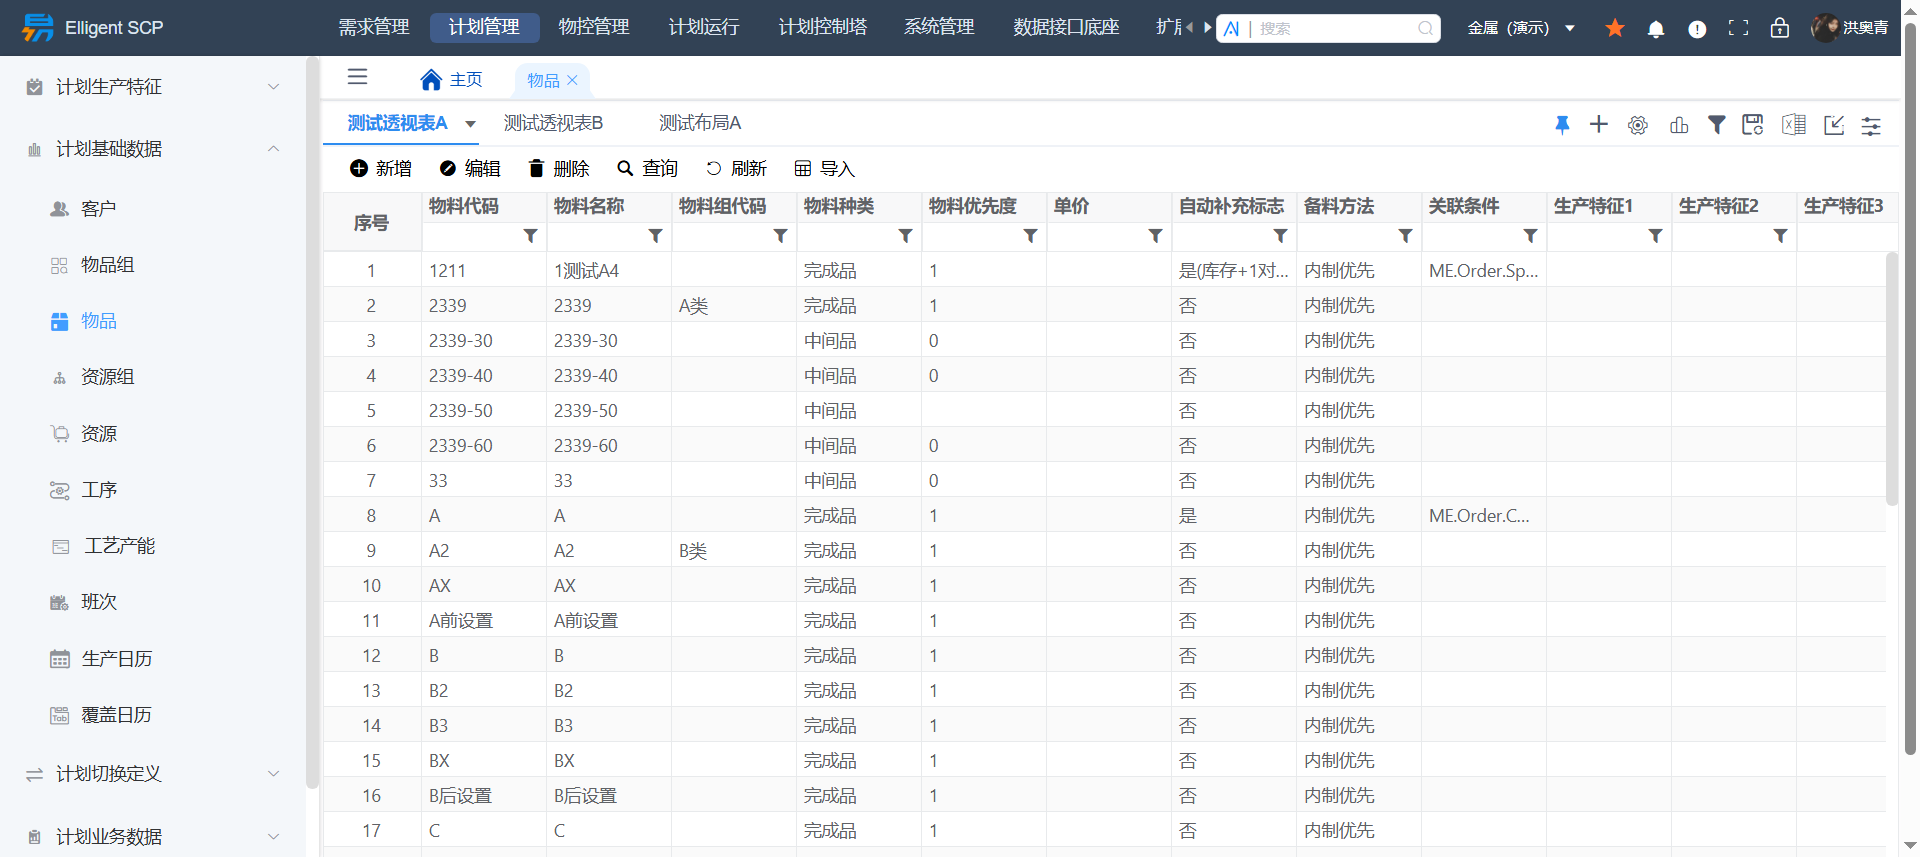 Elligent SCP
需求管理 计划管理 物控管理 计划运行 计划控制塔 系统管理 数据接口底座
搜索
金属 (演示)
洪奥青
计划生产特征
计划基础数据
客户
物品组
物品
资源组
资源
工序
工艺产能
班次
生产日历
覆盖日历
计划切换定义
计划业务数据
主页 物品
测试透视表A 测试透视表B 测试布局A
新增 编辑 删除 查询 刷新 导入
序号 物料代码 物料名称 物料组代码 物料种类 物料优先度 单价 自动补充标志 备料方法 关联条件 生产特征1 生产特征2 生产特征3
1 1211 1测试A4 完成品 1 是(库存+1对... 内制优先 ME.Order.Sp...
2 2339 2339 A类 完成品 1 否 内制优先
3 2339-30 2339-30 中间品 0 否 内制优先
4 2339-40 2339-40 中间品 0 否 内制优先
5 2339-50 2339-50 中间品 否 内制优先
6 2339-60 2339-60 中间品 0 否 内制优先
7 33 33 中间品 0 否 内制优先
8 A A 完成品 1 是 内制优先 ME.Order.C...
9 A2 A2 B类 完成品 1 否 内制优先
10 AX AX 完成品 1 否 内制优先
11 A前设置 A前设置 完成品 1 否 内制优先
12 B B 完成品 1 否 内制优先
13 B2 B2 完成品 1 否 内制优先
14 B3 B3 完成品 1 否 内制优先
15 BX BX 完成品 1 否 内制优先
16 B后设置 B后设置 完成品 1 否 内制优先
17 C C 完成品 1 否 内制优先